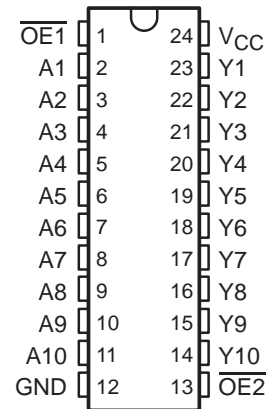 OE1 1 24 VCC
A1 2 23 Y1
A2 3 22 Y2
A3 4 21 Y3
A4 5 20 Y4
A5 6 19 Y5
A6 7 18 Y6
A7 8 17 Y7
A8 9 16 Y8
A9 10 15 Y9
A10 11 14 Y10
GND 12 13 OE2